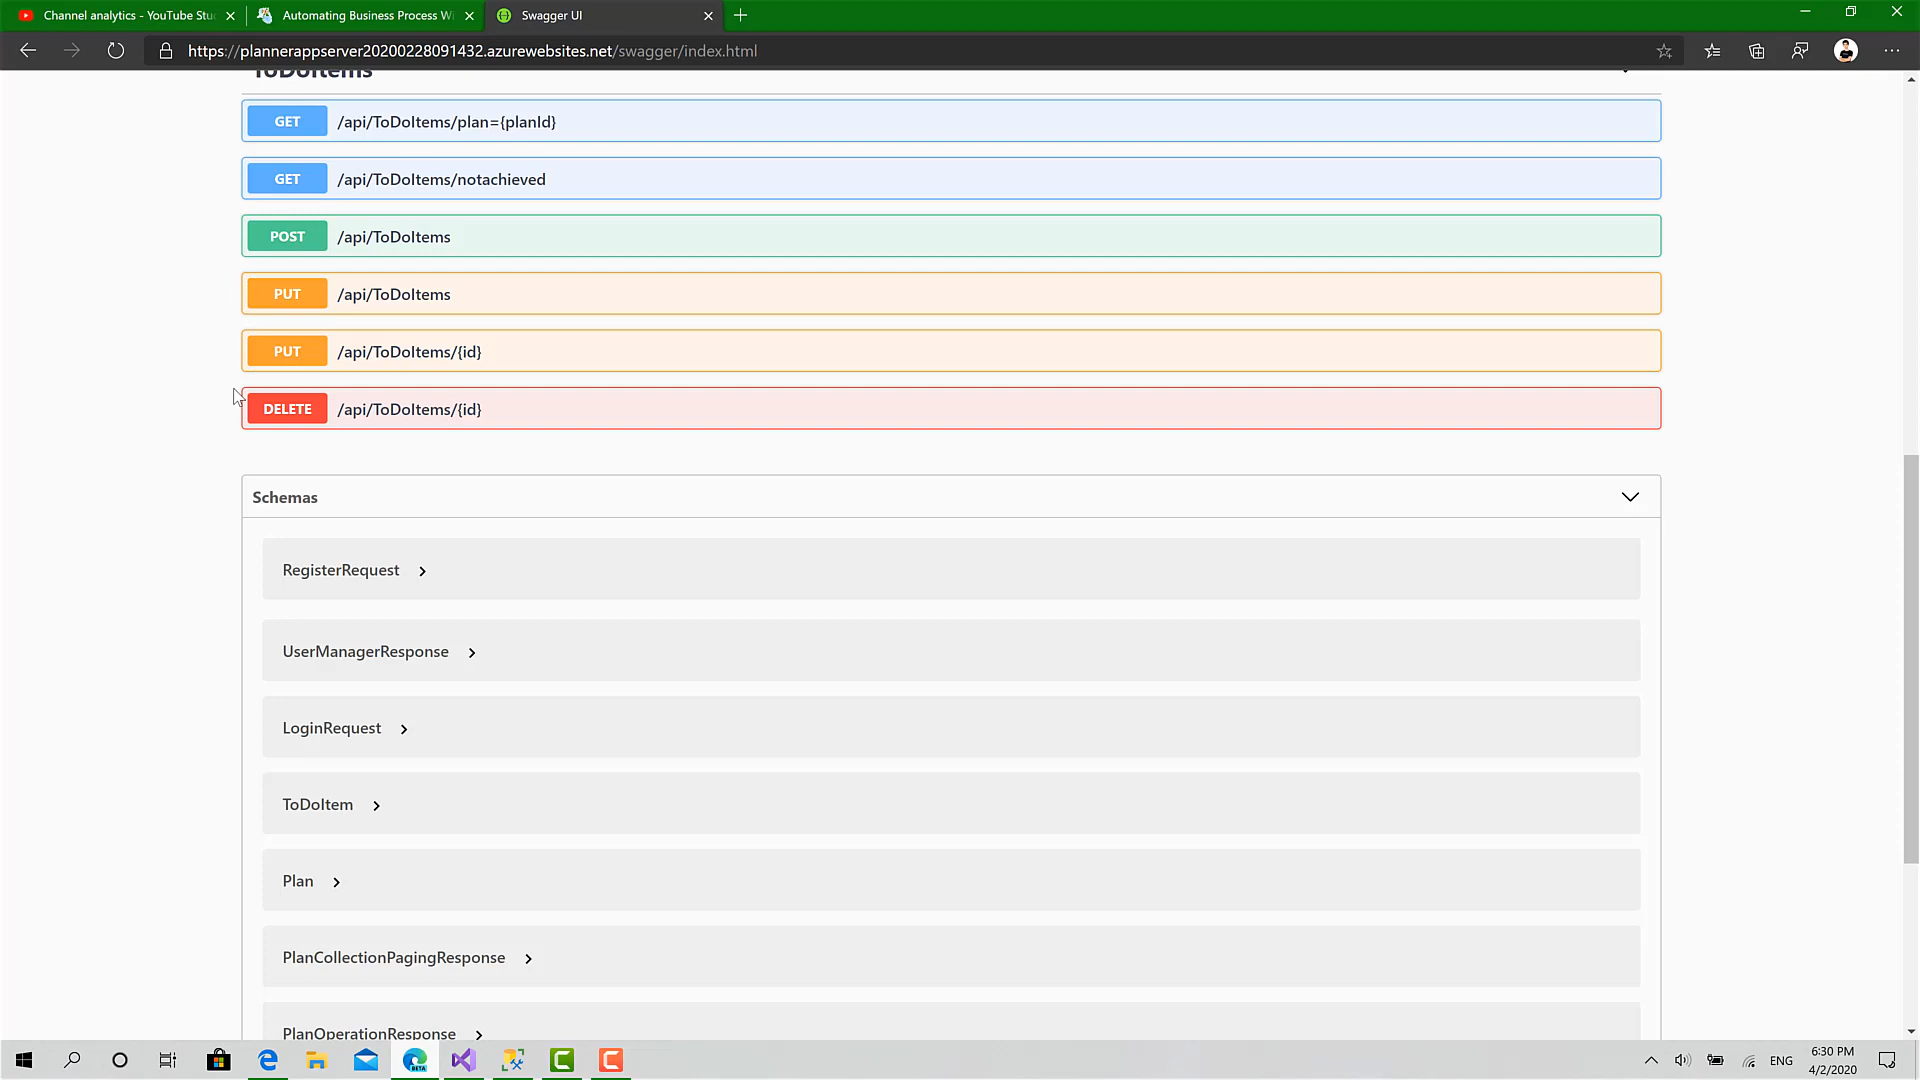 Channel analytics - YouTube Stu
Automating Business Process Wi
Swagger UI
https://plannerappserver20200228091432.azurewebsites.net/swagger/index.html
ToDoItems
GET /api/ToDoItems/plan={planId}
GET /api/ToDoItems/notachieved
POST /api/ToDoItems
PUT /api/ToDoItems
PUT /api/ToDoItems/{id}
DELETE /api/ToDoItems/{id}
Schemas
RegisterRequest
UserManagerResponse
LoginRequest
ToDoItem
Plan
PlanCollectionPagingResponse
PlanOperationResponse
BETA
ENG
6:30 PM
4/2/2020